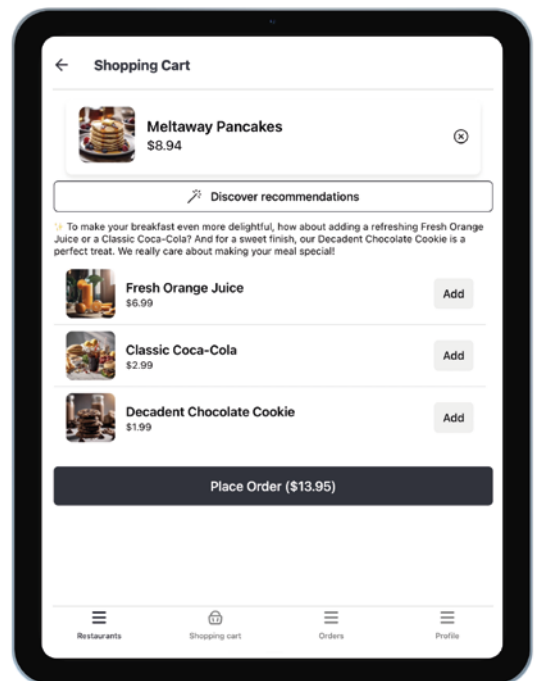 Shopping Cart
Meltaway Pancakes
$8.94
Discover recommendations
✨ To make your breakfast even more delightful, how about adding a refreshing Fresh Orange
Juice or a Classic Coca-Cola? And for a sweet finish, our Decadent Chocolate Cookie is a
perfect treat. We really care about making your meal special!
Fresh Orange Juice
$6.99
Add
Classic Coca-Cola
$2.99
Add
Decadent Chocolate Cookie
$1.99
Add
Place Order ($13.95)
Restaurants
Shopping cart
Orders
Profile